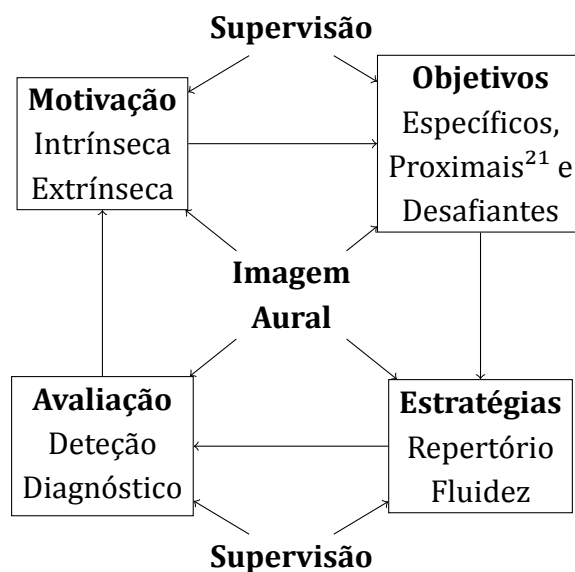 Supervisão
Motivação
Intrínseca
Extrínseca
Objetivos
Específicos,
Proximais²¹ e
Desafiantes
Imagem
Aural
Avaliação
Deteção
Diagnóstico
Estratégias
Repertório
Fluidez
Supervisão